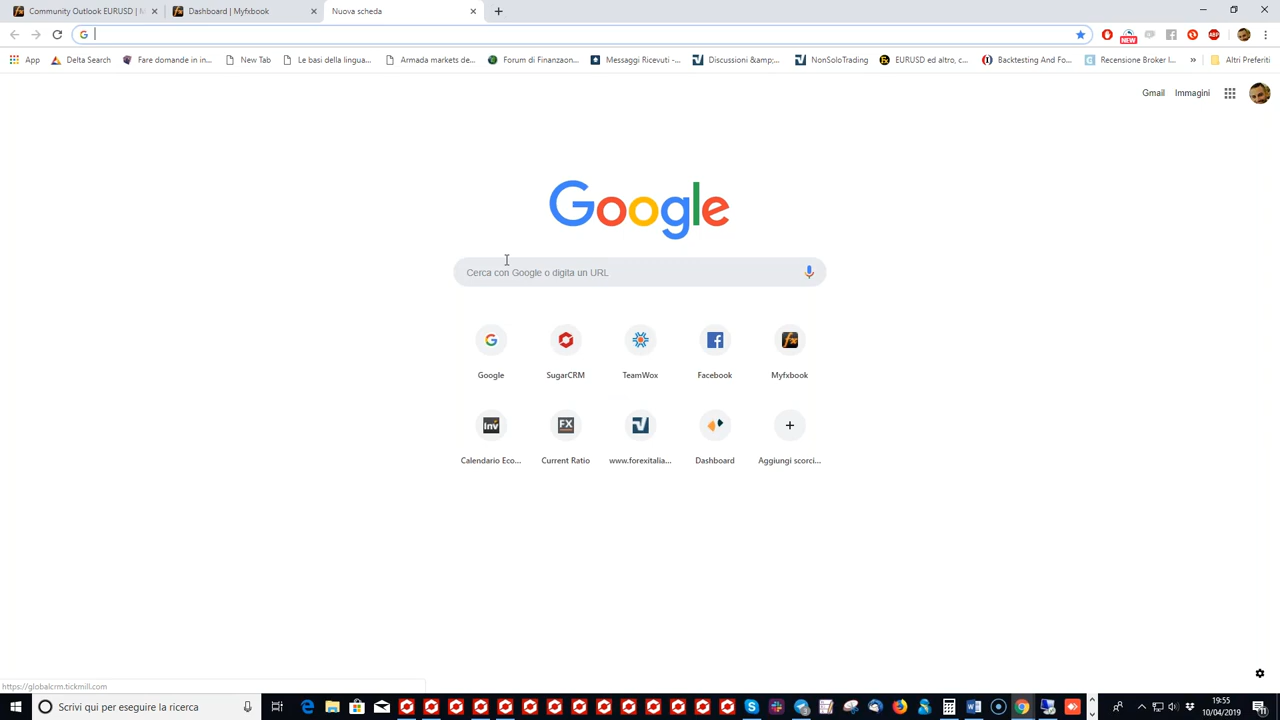 Community Outlook EURUSD | M
Dashboard | Myfxbook
Nuova scheda
NEW
ABP
App
Delta Search
Fare domande in in...
New Tab
Le basi della lingua...
Armada markets de...
Forum di Finanzaon...
Messaggi Ricevuti -...
Discussioni &amp;...
NonSoloTrading
EURUSD ed altro, c...
Backtesting And Fo...
Recensione Broker I...
»
Altri Preferiti
Gmail
Immagini
Google
Cerca con Google o digita un URL
Google
SugarCRM
TeamWox
Facebook
Myfxbook
Inv
FX
Calendario Eco...
Current Ratio
www.forexitalia...
Dashboard
Aggiungi scorci...
https://globalcrm.tickmill.com
Scrivi qui per eseguire la ricerca
19:55
10/04/2019